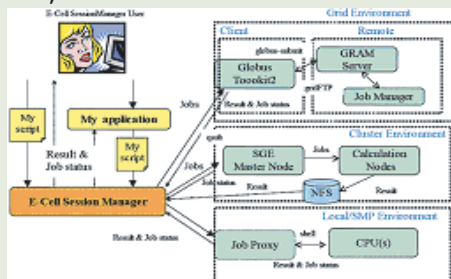 E-Cell SessionManager User
Grid Environment
Client
Remote
globus-submit
Globus
Toookit2
GRAM
Server
gridFTP
Job Manager
Result & Job status
Jobs
My
script
My application
Result &
Job status
My
script
qsub
Cluster Environment
Jobs
SGE
Master Node
Jobs
Calculation
Nodes
Job status
Result
NFS
Result
E-Cell Session Manager
Local/SMP Environment
Result & Job status
Job Proxy
shell
CPU(s)
Result & Job status